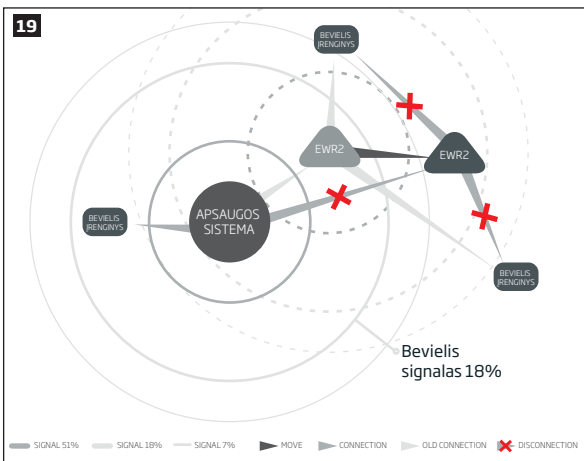 19
BEVIELIS
ĮRENGINYS
EWR2
EWR2
APSAUGOS
SISTEMA
BEVIELIS
ĮRENGINYS
BEVIELIS
ĮRENGINYS
Bevielis
signalas 18%
SIGNAL 51% SIGNAL 18% SIGNAL 7% MOVE CONNECTION OLD CONNECTION DISCONNECTION